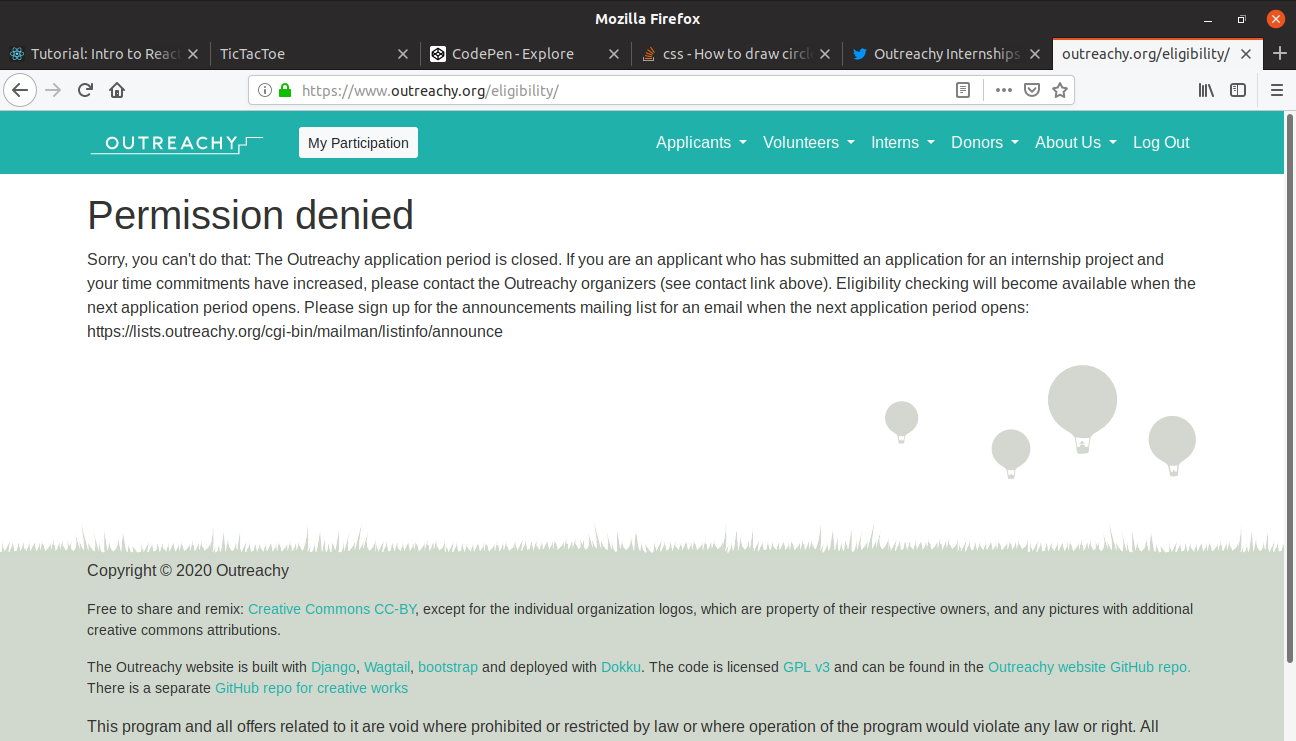 Mozilla Firefox
Tutorial: Intro to React
TicTacToe
CodePen - Explore
css - How to draw circl
Outreachy Internships
outreachy.org/eligibility/
https://www.outreachy.org/eligibility/
OUTREACHY
My Participation
Applicants
Volunteers
Interns
Donors
About Us
Log Out
Permission denied
Sorry, you can't do that: The Outreachy application period is closed. If you are an applicant who has submitted an application for an internship project and
your time commitments have increased, please contact the Outreachy organizers (see contact link above). Eligibility checking will become available when the
next application period opens. Please sign up for the announcements mailing list for an email when the next application period opens:
https://lists.outreachy.org/cgi-bin/mailman/listinfo/announce
Copyright © 2020 Outreachy
Free to share and remix: Creative Commons CC-BY, except for the individual organization logos, which are property of their respective owners, and any pictures with additional
creative commons attributions.
The Outreachy website is built with Django, Wagtail, bootstrap and deployed with Dokku. The code is licensed GPL v3 and can be found in the Outreachy website GitHub repo.
There is a separate GitHub repo for creative works
This program and all offers related to it are void where prohibited or restricted by law or where operation of the program would violate any law or right. All